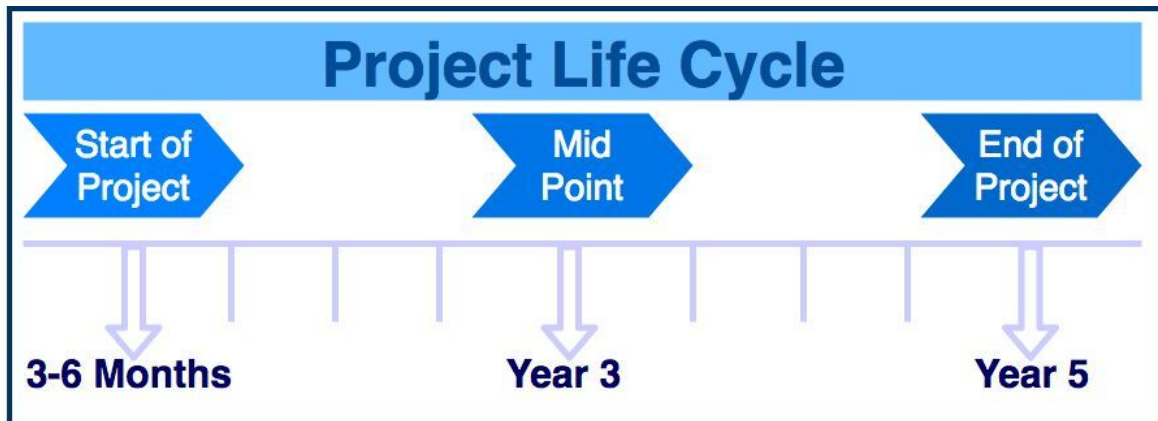 Project Life Cycle
Start of
Project
Mid
Point
End of
Project
3-6 Months
Year 3
Year 5